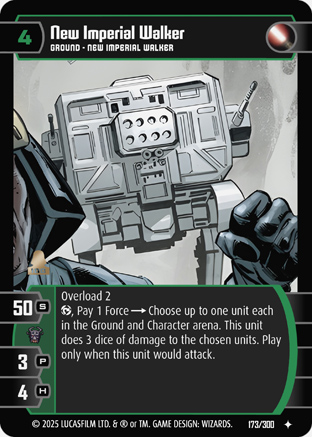 4
New Imperial Walker
GROUND - NEW IMPERIAL WALKER
50 S
3 P
4 H
Overload 2
, Pay 1 Force → Choose up to one unit each
in the Ground and Character arena. This unit
does 3 dice of damage to the chosen units. Play
only when this unit would attack.
© 2025 LUCASFILM LTD. & ® or TM. GAME DESIGN: WIZARDS.
173/300